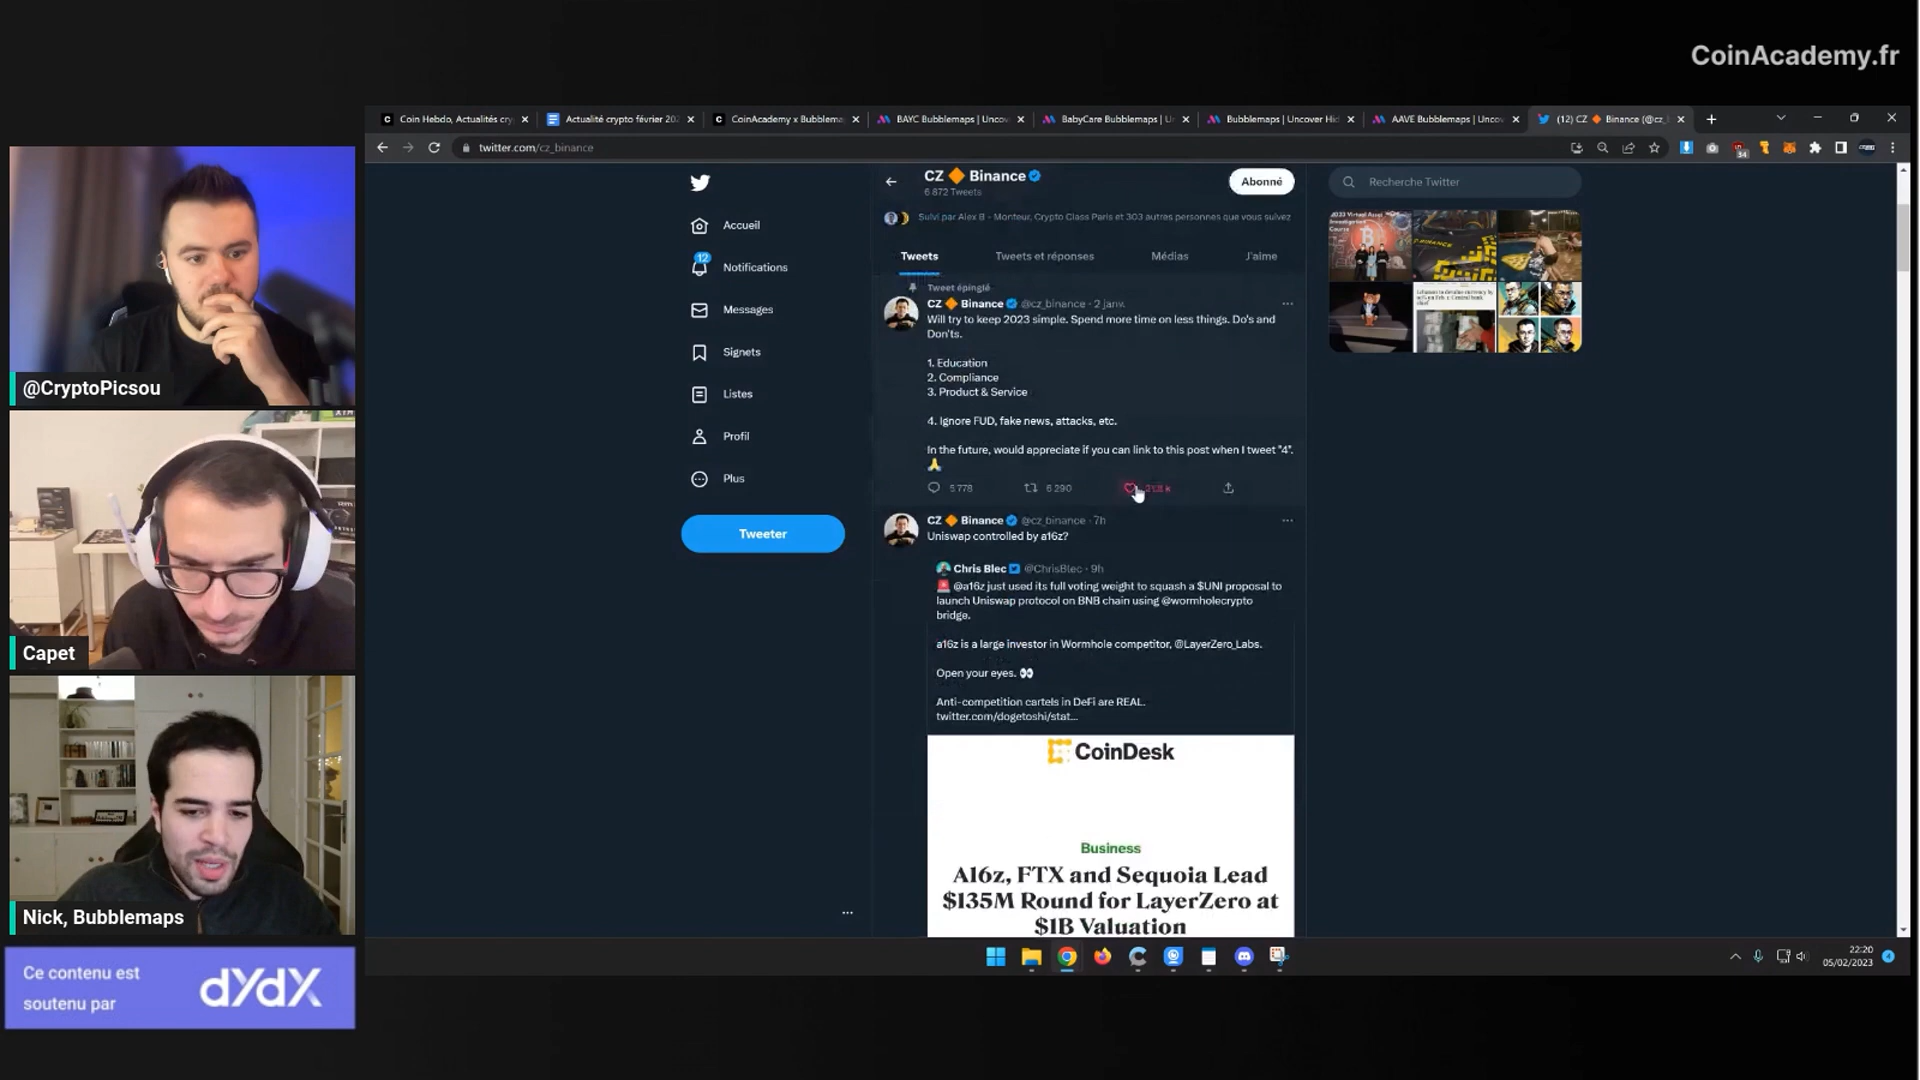 CoinAcademy.fr
Coin Hebdo, Actualités cry
Actualité crypto février 202
CoinAcademy x Bubblema
BAYC Bubblemaps | Uncov
BabyCare Bubblemaps | U
Bubblemaps | Uncover Hid
AAVE Bubblemaps | Uncov
(12) CZ 🔶 Binance (@cz_
twitter.com/cz_binance
34
CZ 🔶 Binance
6 872 Tweets
Abonné
Recherche Twitter
Suivi par Alex B - Monteur, Crypto Class Paris et 303 autres personnes que vous suivez
Accueil
12
Notifications
Messages
Signets
Listes
Profil
Plus
Tweeter
Tweets
Tweets et réponses
Médias
J'aime
Tweet épinglé
CZ 🔶 Binance @cz_binance · 2 janv.
Will try to keep 2023 simple. Spend more time on less things. Do's and
Don'ts.
1. Education
2. Compliance
3. Product & Service
4. Ignore FUD, fake news, attacks, etc.
In the future, would appreciate if you can link to this post when I tweet "4".
🙏
5 778
6 290
CZ 🔶 Binance @cz_binance · 7h
Uniswap controlled by a16z?
Chris Blec @ChrisBlec · 9h
🚨 @a16z just used its full voting weight to squash a $UNI proposal to
launch Uniswap protocol on BNB chain using @wormholecrypto
bridge.
a16z is a large investor in Wormhole competitor, @LayerZero_Labs.
Open your eyes. 👀
Anti-competition cartels in DeFi are REAL.
twitter.com/dogetoshi/stat...
CoinDesk
Business
A16z, FTX and Sequoia Lead
$135M Round for LayerZero at
$1B Valuation
@CryptoPicsou
Capet
Nick, Bubblemaps
Ce contenu est
soutenu par
dYdX
22:20
05/02/2023
4